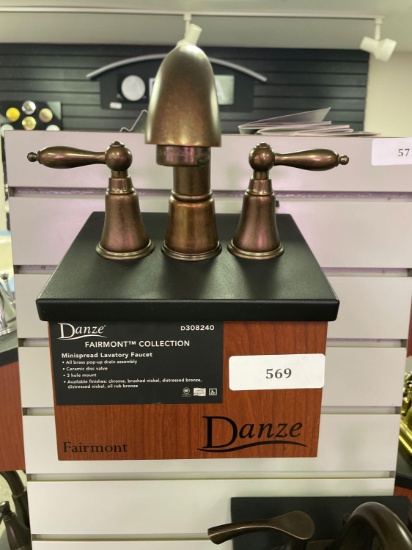 57
Danze
D308240
FAIRMONT™ COLLECTION
Minispread Lavatory Faucet
• All brass pop-up drain assembly
• Ceramic disc valve
• 3 hole mount
• Available finishes: chrome, brushed nickel, distressed bronze,
distressed nickel, oil rub bronze
569
Fairmont
Danze